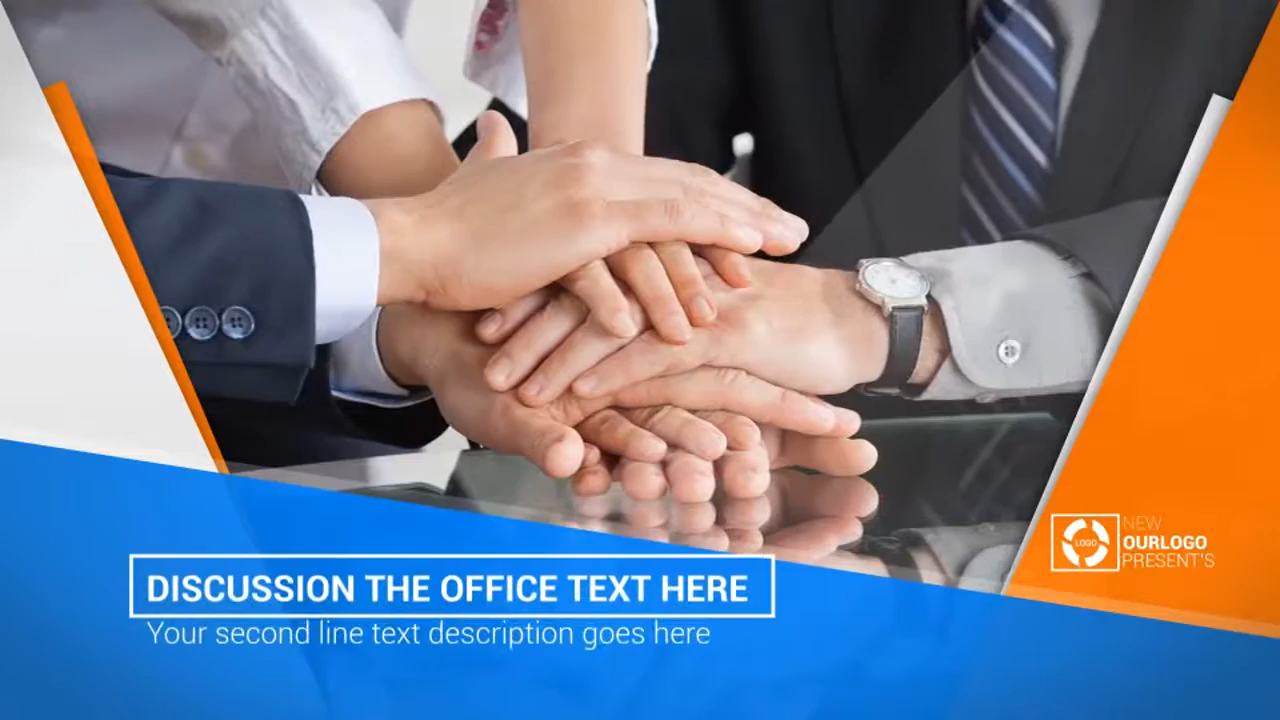 DISCUSSION THE OFFICE TEXT HERE
Your second line text description goes here
LOGO
NEW
OURLOGO
PRESENT'S